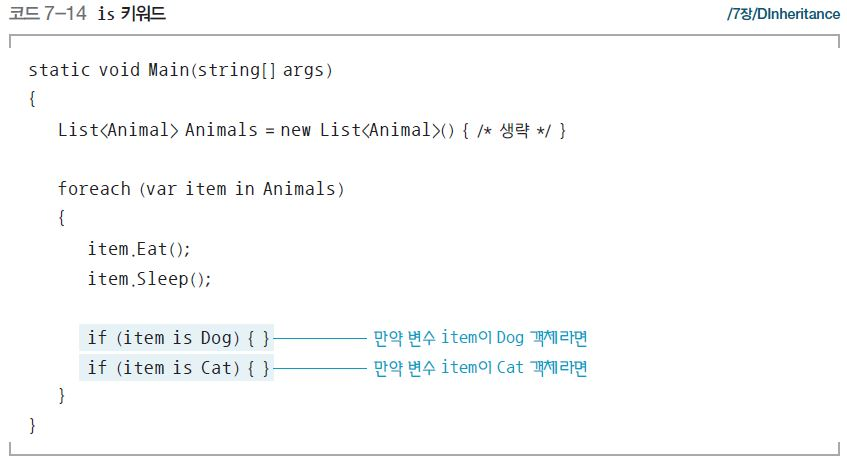 코드 7-14 is 키워드
/7장/DInheritance
static void Main(string[] args)
{
List<Animal> Animals = new List<Animal>() { /* 생략 */ }
foreach (var item in Animals)
{
item.Eat();
item.Sleep();
if (item is Dog) { } 만약 변수 item이 Dog 객체라면
if (item is Cat) { } 만약 변수 item이 Cat 객체라면
}
}